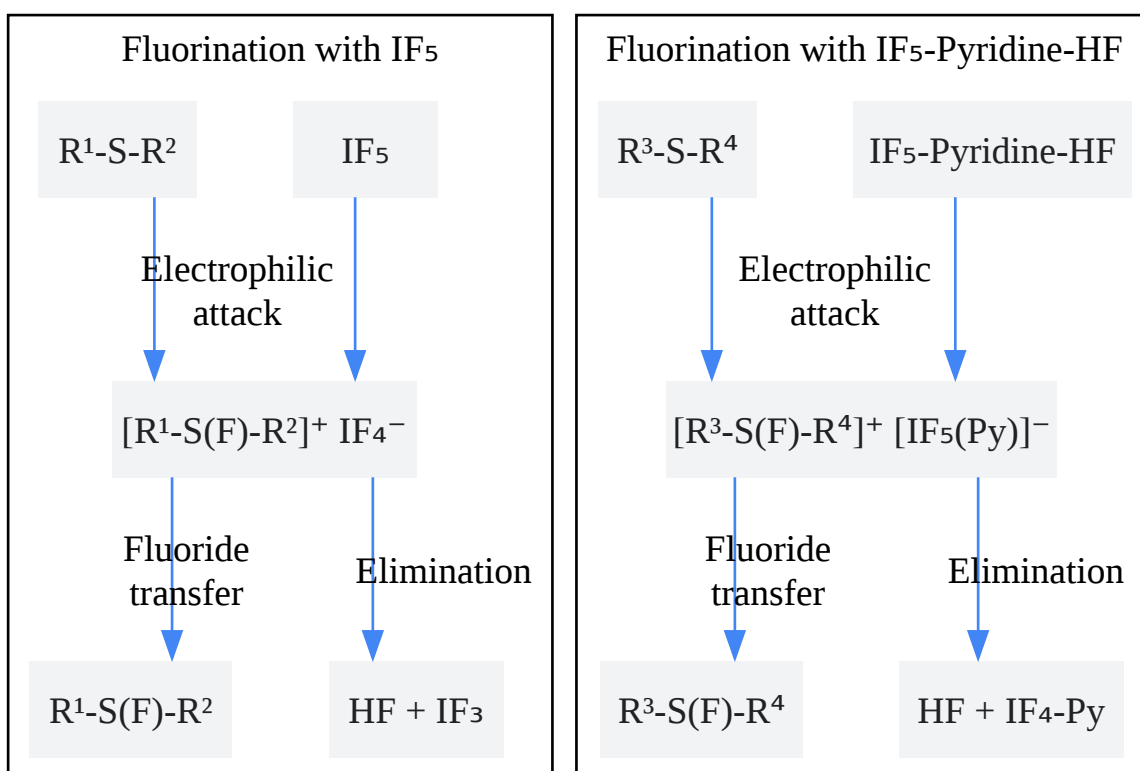 Fluorination with IF₅
R¹-S-R²
IF₅
Electrophilic
attack
[R¹-S(F)-R²]⁺ IF₄⁻
Fluoride
transfer
Elimination
R¹-S(F)-R²
HF + IF₃
Fluorination with IF₅-Pyridine-HF
R³-S-R⁴
IF₅-Pyridine-HF
Electrophilic
attack
[R³-S(F)-R⁴]⁺ [IF₅(Py)]⁻
Fluoride
transfer
Elimination
R³-S(F)-R⁴
HF + IF₄-Py